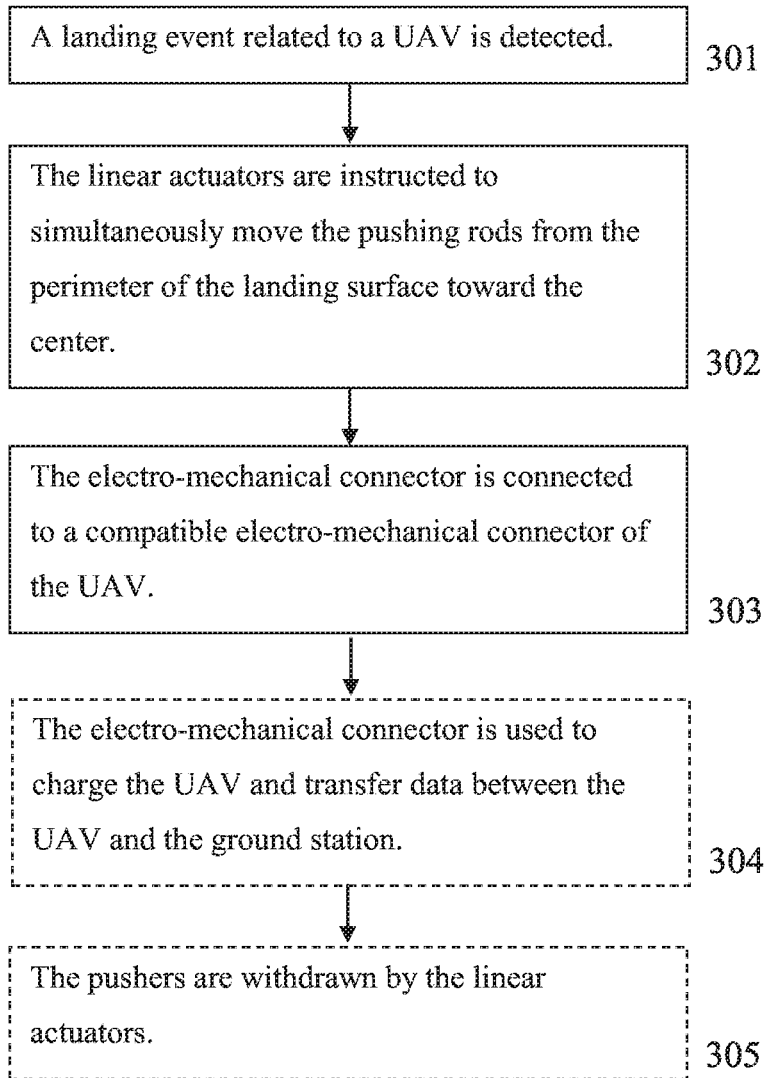 A landing event related to a UAV is detected.
301
The linear actuators are instructed to
simultaneously move the pushing rods from the
perimeter of the landing surface toward the
center.
302
The electro-mechanical connector is connected
to a compatible electro-mechanical connector of
the UAV.
303
The electro-mechanical connector is used to
charge the UAV and transfer data between the
UAV and the ground station.
304
The pushers are withdrawn by the linear
actuators.
305